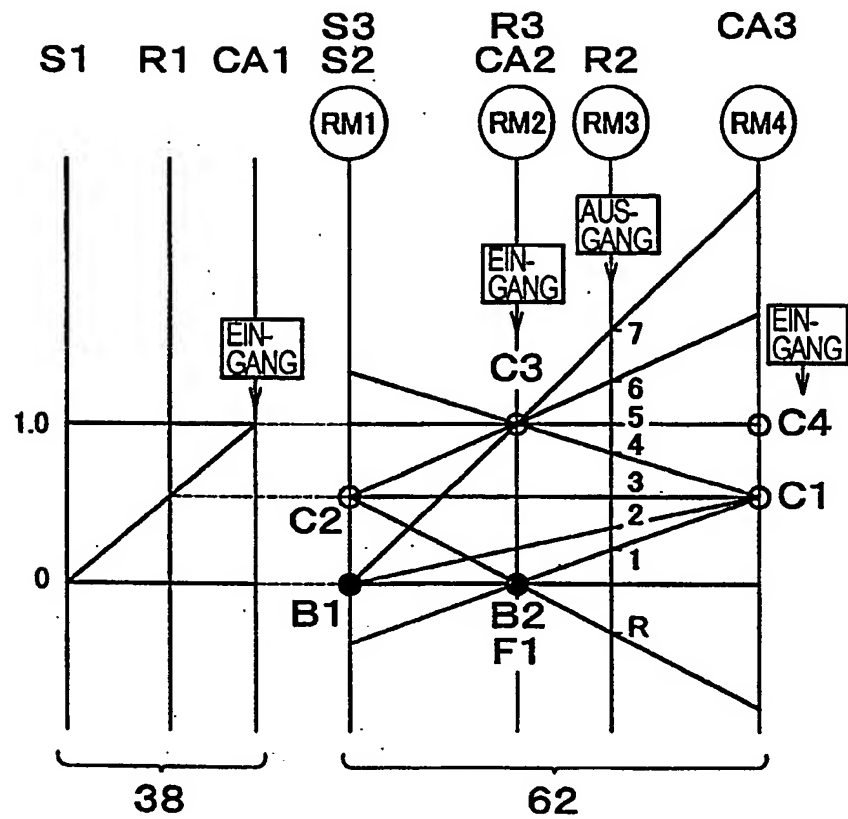 S3 R3 CA3
S1 R1 CA1 S2 CA2 R2
RM1 RM2 RM3 RM4
AUS-
GANG
EIN-
GANG
EIN-
GANG
EIN-
GANG
7
C3
6
1.0
5
C4
4
C2
3
C1
2
0
1
B1
B2
R
F1
38
62